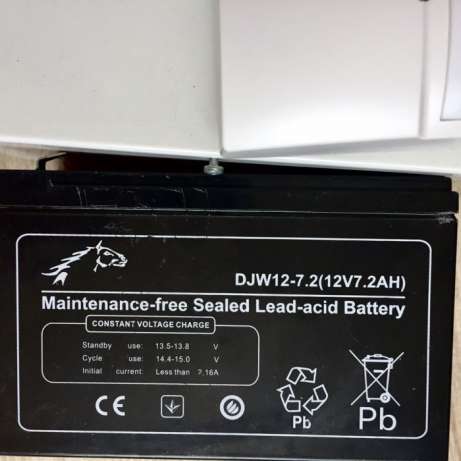 DJW12-7.2(12V7.2AH)
Maintenance-free Sealed Lead-acid Battery
CONSTANT VOLTAGE CHARGE
Standby use: 13.5-13.8 V
Cycle use: 14.4-15.0 V
Initial current: Less than ?.16A
CE
Pb
Pb